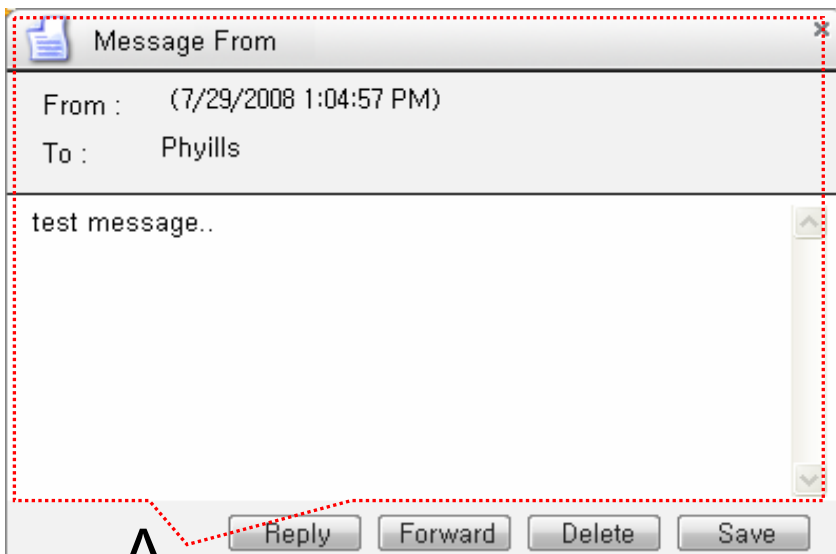 Message From
From : (7/29/2008 1:04:57 PM)
To : Phyills
test message..
A
Reply Forward Delete Save